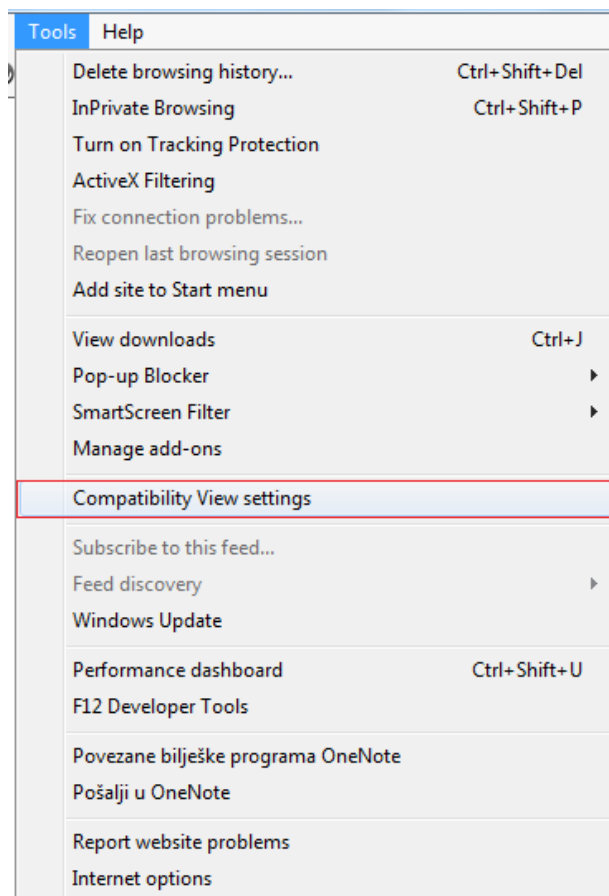 Tools Help
Delete browsing history... Ctrl+Shift+Del
InPrivate Browsing Ctrl+Shift+P
Turn on Tracking Protection
ActiveX Filtering
Fix connection problems...
Reopen last browsing session
Add site to Start menu
View downloads Ctrl+J
Pop-up Blocker
SmartScreen Filter
Manage add-ons
Compatibility View settings
Subscribe to this feed...
Feed discovery
Windows Update
Performance dashboard Ctrl+Shift+U
F12 Developer Tools
Povezane bilješke programa OneNote
Pošalji u OneNote
Report website problems
Internet options